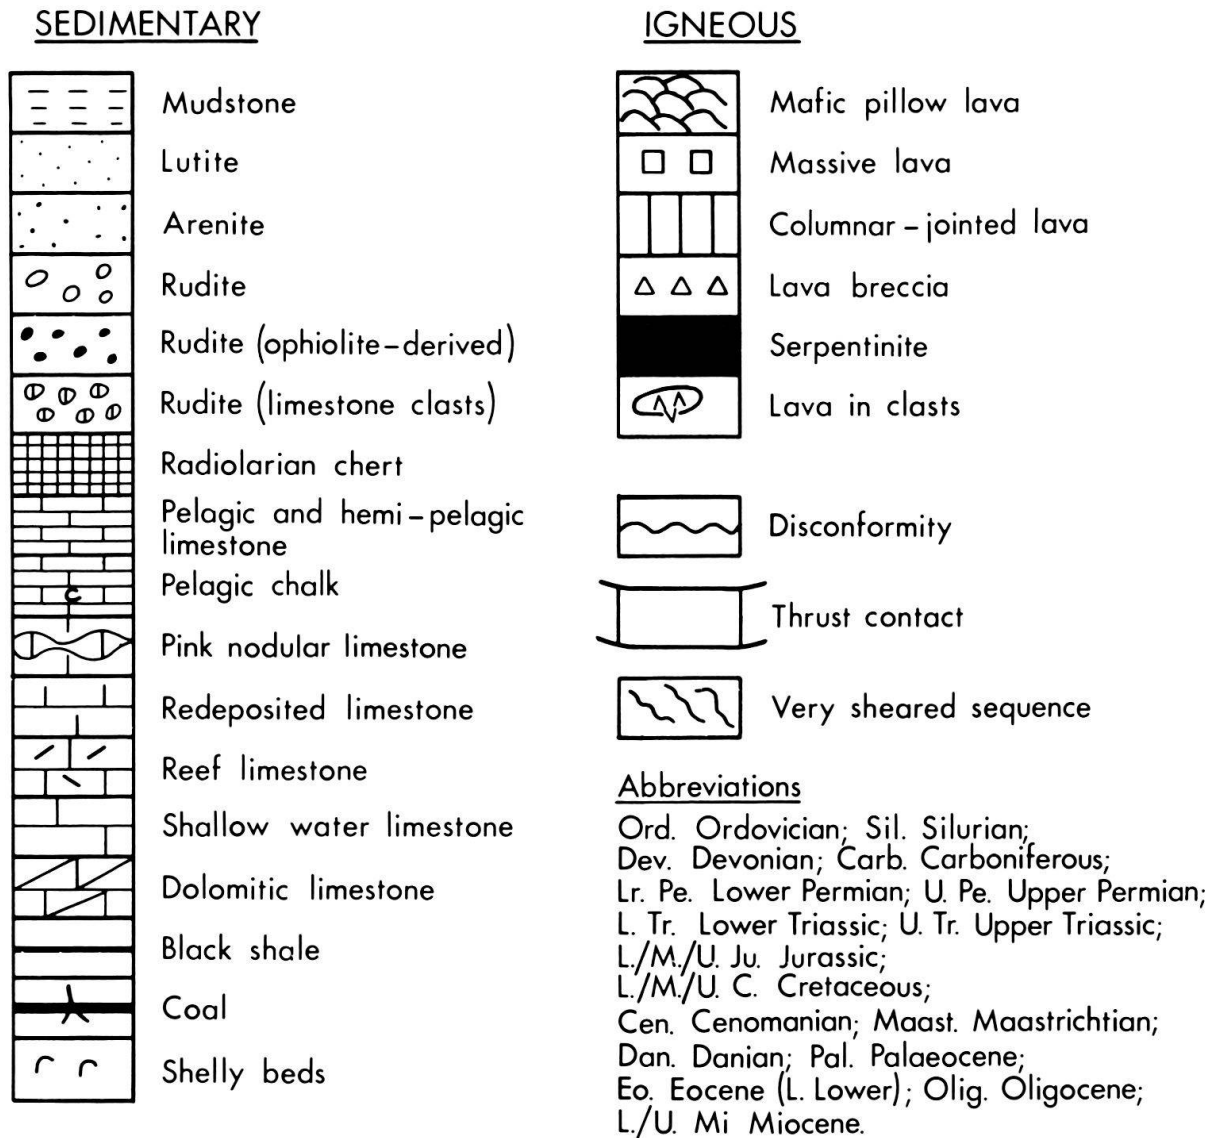 SEDIMENTARY
Mudstone
Lutite
Arenite
Rudite
Rudite (ophiolite-derived)
Rudite (limestone clasts)
Radiolarian chert
Pelagic and hemi-pelagic
limestone
Pelagic chalk
c
Pink nodular limestone
Redeposited limestone
Reef limestone
Shallow water limestone
Dolomitic limestone
Black shale
Coal
Shelly beds
IGNEOUS
Mafic pillow lava
Massive lava
Columnar-jointed lava
Lava breccia
Serpentinite
Lava in clasts
Disconformity
Thrust contact
Very sheared sequence
Abbreviations
Ord. Ordovician; Sil. Silurian;
Dev. Devonian; Carb. Carboniferous;
Lr. Pe. Lower Permian; U. Pe. Upper Permian;
L. Tr. Lower Triassic; U. Tr. Upper Triassic;
L./M./U. Ju. Jurassic;
L./M./U. C. Cretaceous;
Cen. Cenomanian; Maast. Maastrichtian;
Dan. Danian; Pal. Palaeocene;
Eo. Eocene (L. Lower); Olig. Oligocene;
L./U. Mi Miocene.